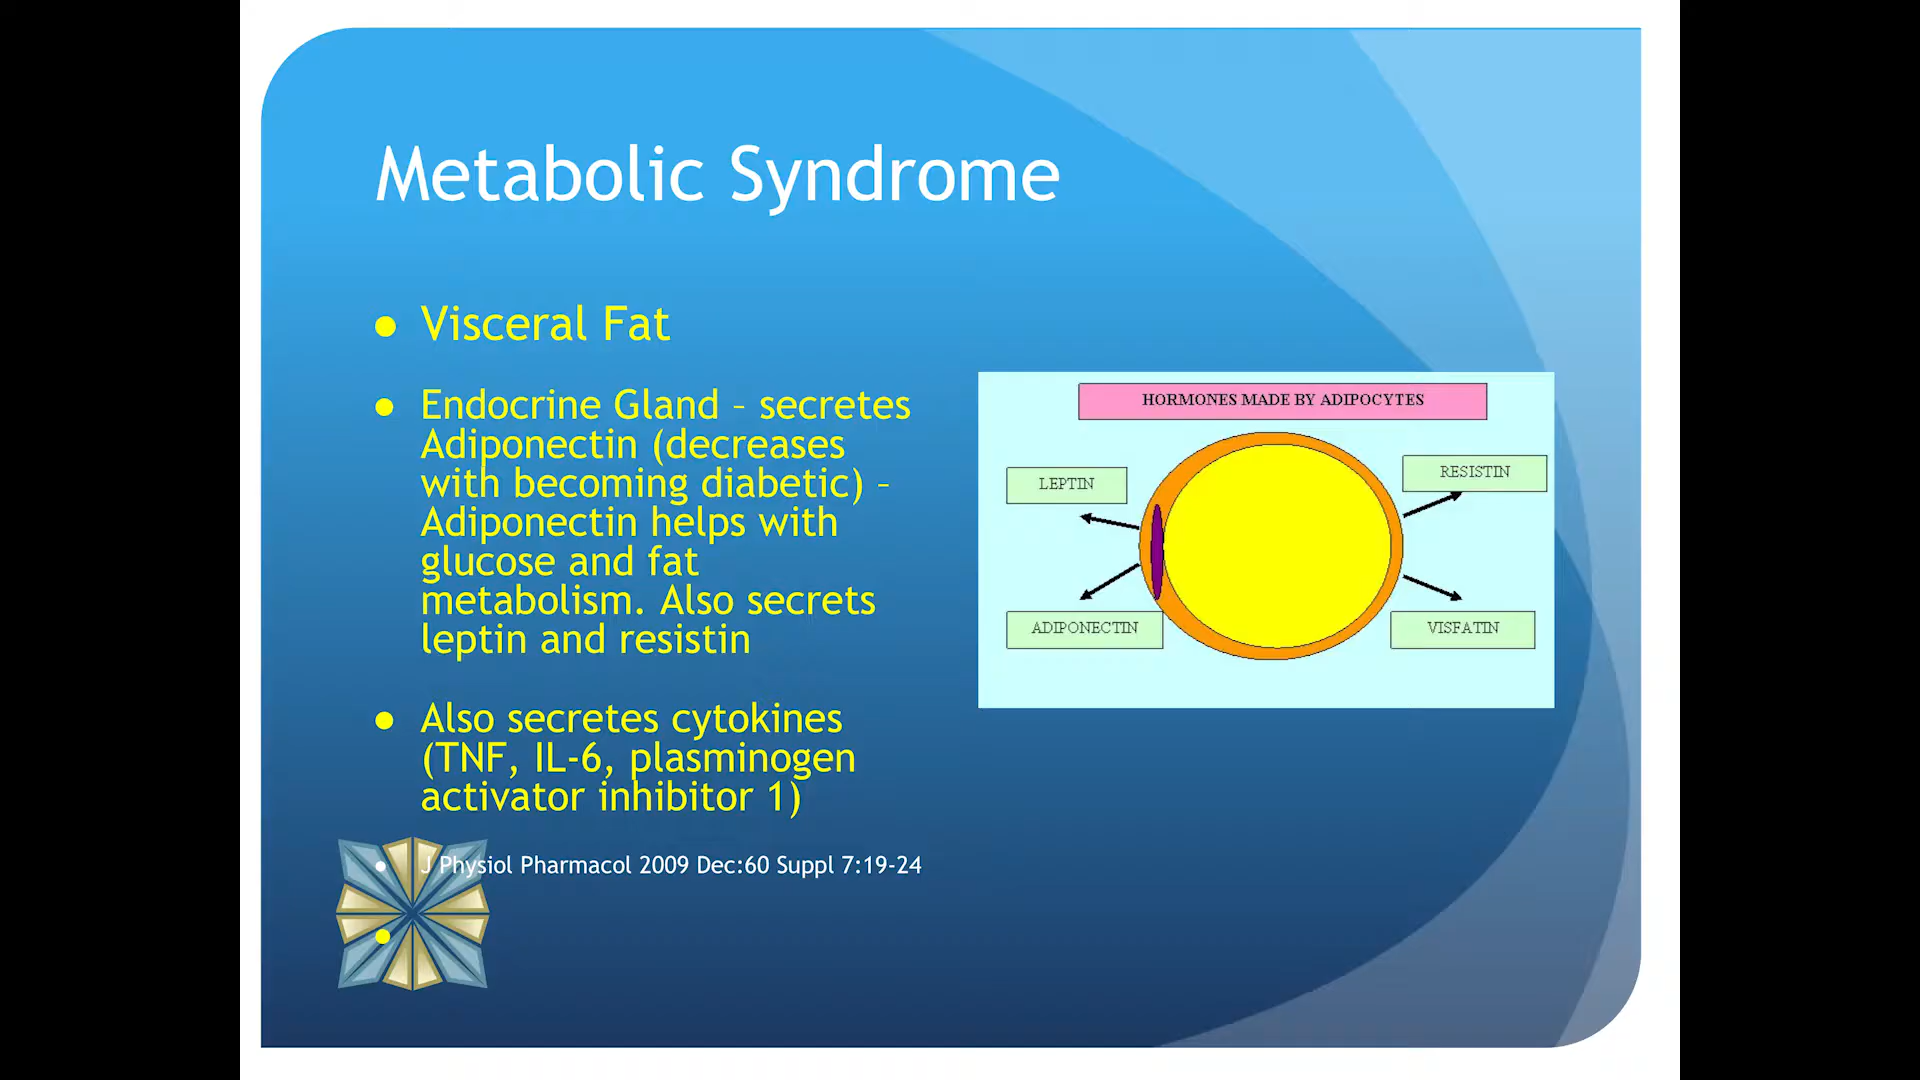 Metabolic Syndrome
Visceral Fat
Endocrine Gland – secretes
Adiponectin (decreases
with becoming diabetic) –
Adiponectin helps with
glucose and fat
metabolism. Also secrets
leptin and resistin
Also secretes cytokines
(TNF, IL-6, plasminogen
activator inhibitor 1)
J Physiol Pharmacol 2009 Dec:60 Suppl 7:19-24
HORMONES MADE BY ADIPOCYTES
LEPTIN
RESISTIN
ADIPONECTIN
VISFATIN